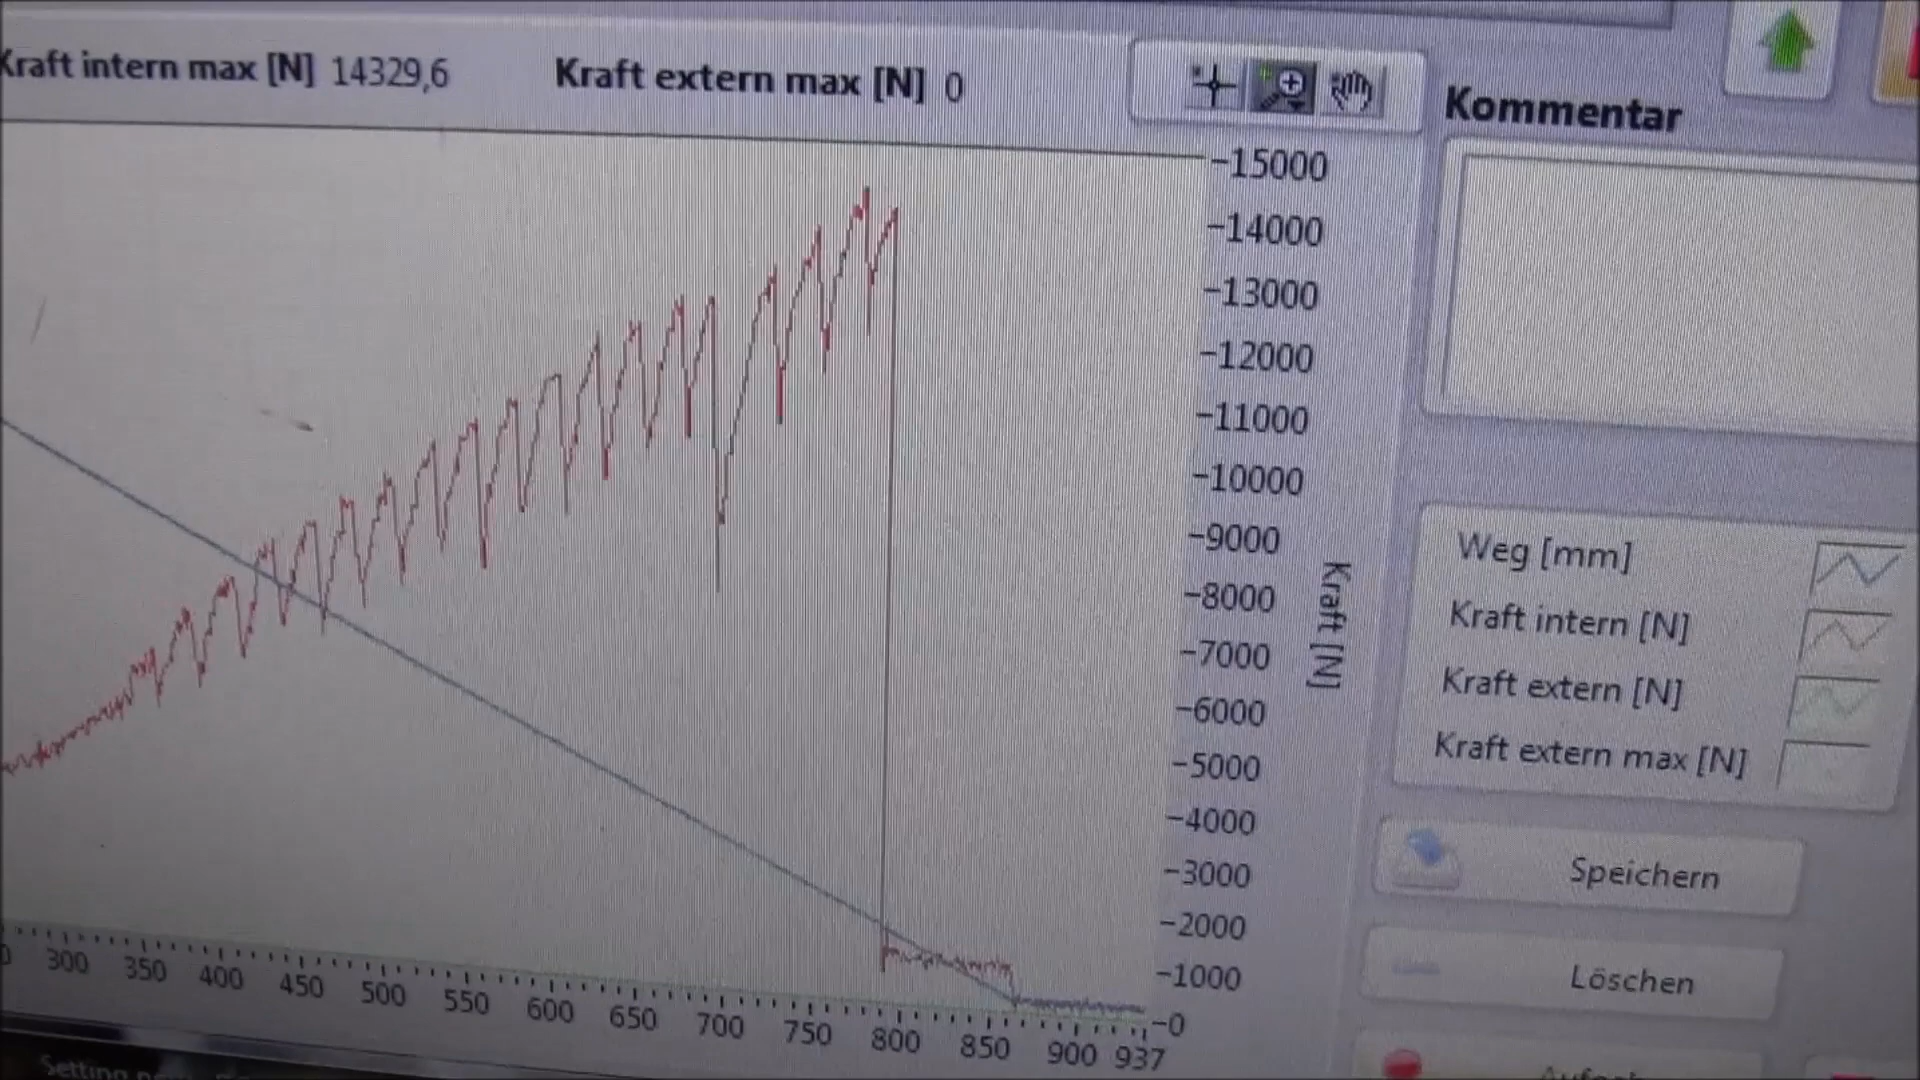 Kraft intern max [N] 14329,6
Kraft extern max [N] 0
Kommentar
15000
14000
13000
12000
11000
10000
9000
8000
7000
6000
5000
4000
3000
2000
1000
0
Kraft [N]
300 350 400 450 500 550 600 650 700 750 800 850 900 937
Weg [mm]
Kraft intern [N]
Kraft extern [N]
Kraft extern max [N]
Speichern
Löschen
Setting